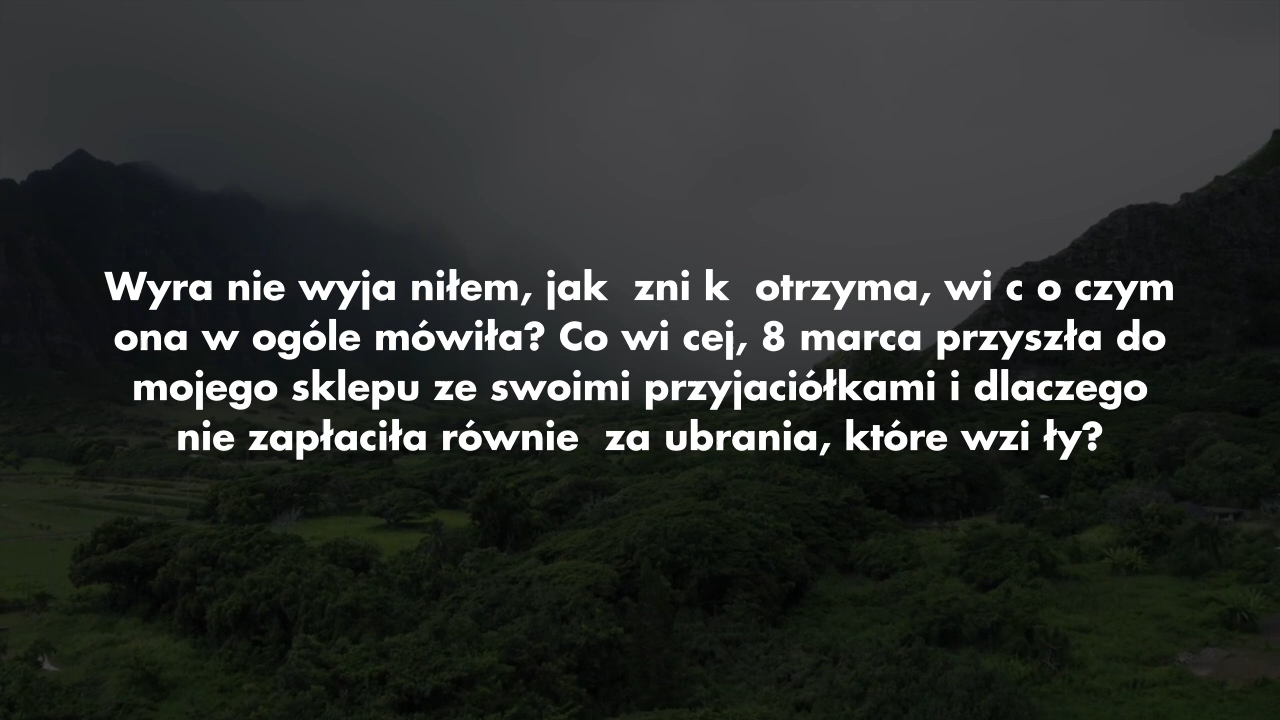 Wyra nie wyja niłem, jak  zni k  otrzyma, wi c o czym
ona w ogóle mówiła? Co wi cej, 8 marca przyszła do
mojego sklepu ze swoimi przyjaciółkami i dlaczego
nie zapłaciła równie  za ubrania, które wzi ły?